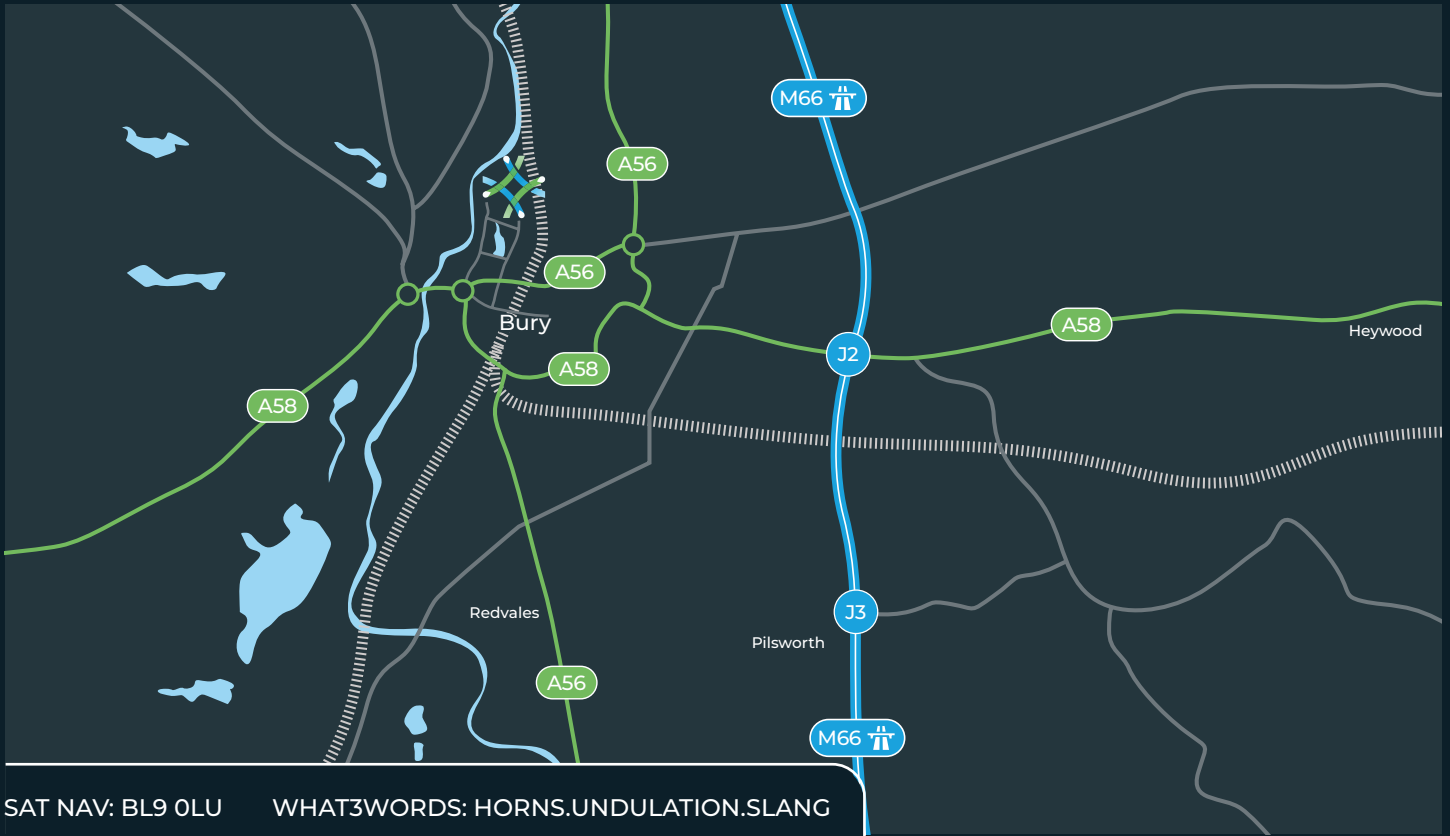 M66
A56
A56
Bury
A58
Heywood
J2
A58
A58
Redvales
J3
Pilsworth
A56
M66
SAT NAV: BL9 0LU WHAT3WORDS: HORNS.UNDULATION.SLANG